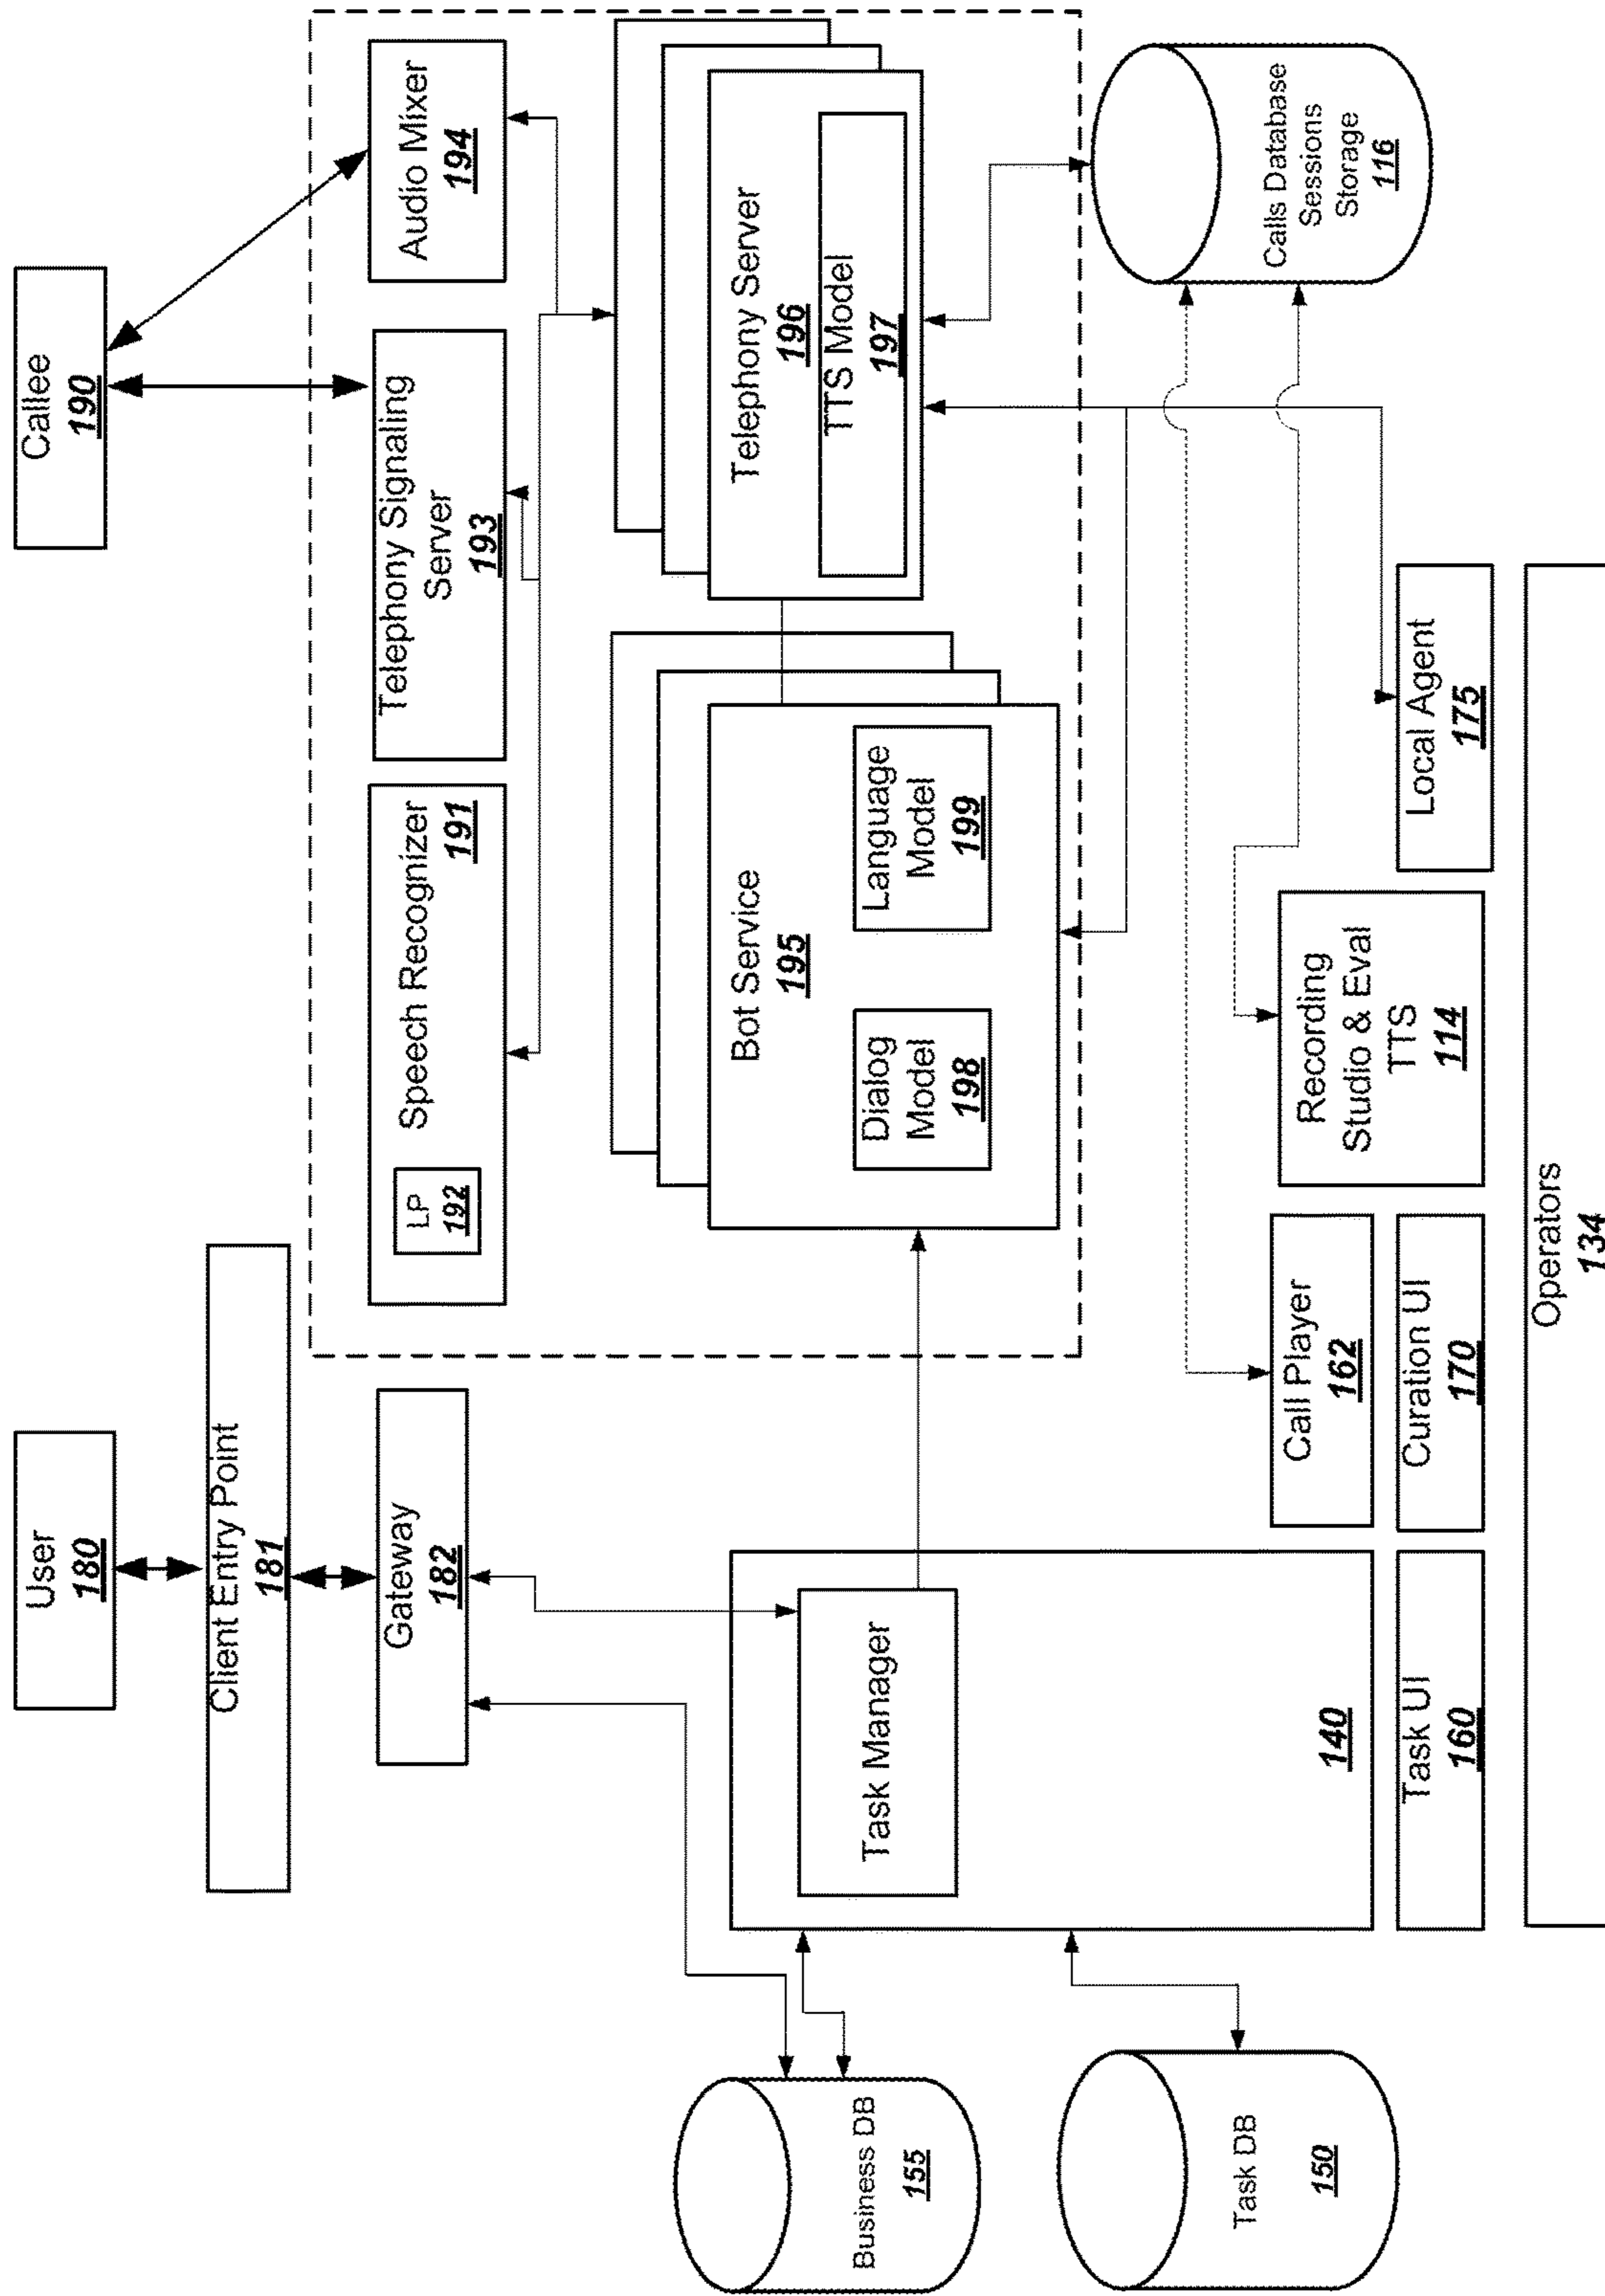 User
180
Callee
190
Client Entry Point
181
Gateway
182
LP
192
Speech Recognizer
191
Telephony Signaling
Server
193
Audio Mixer
194
Task Manager
140
Bot Service
195
Dialog
Model
198
Language
Model
199
Telephony Server
196
TTS Model
197
Business DB
155
Task DB
150
Call Player
162
Recording
Studio & Eval
TTS
114
Calls Database
Sessions
Storage
116
Task UI
160
Curation UI
170
Local Agent
175
Operators
134